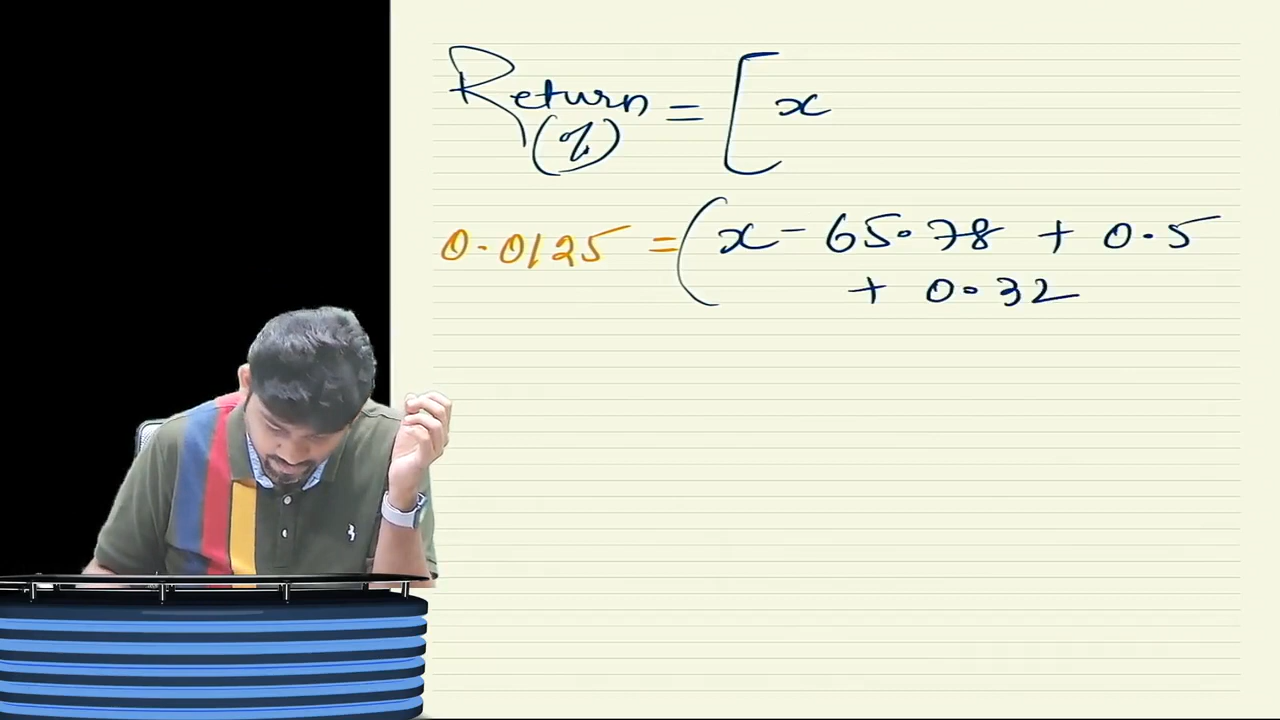 Return = [ x
(%)
0.0125 = ( x - 65.78 + 0.5
+ 0.32